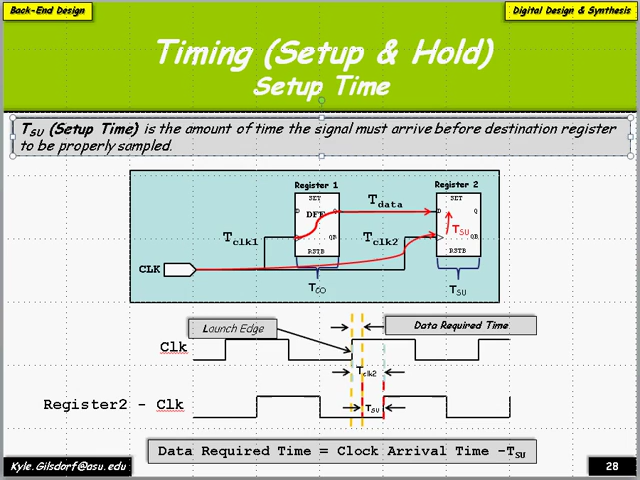 Back-End Design
Digital Design & Synthesis
Timing (Setup & Hold)
Setup Time
TSU (Setup Time) is the amount of time the signal must arrive before destination register
to be properly sampled.
Register 1
Register 2
SET
SET
Tdata
D
DFF
Q
D
Q
Tclk1
Tclk2
TSU
QB
QB
RSTB
RSTB
CLK
TCO
TSU
Launch Edge
Data Required Time
Clk
Tclk2
Register2 - Clk
TSU
Data Required Time = Clock Arrival Time -TSU
Kyle.Gilsdorf@asu.edu
28